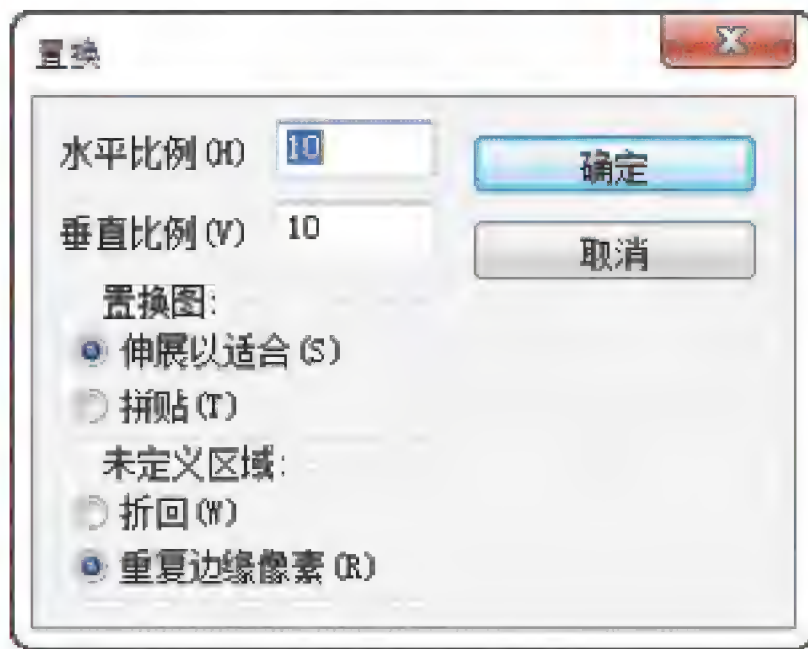 置换
水平比例(H) 10
确定
垂直比例(V) 10
取消
置换图:
伸展以适合(S)
拼贴(T)
未定义区域:
折回(W)
重复边缘像素(R)